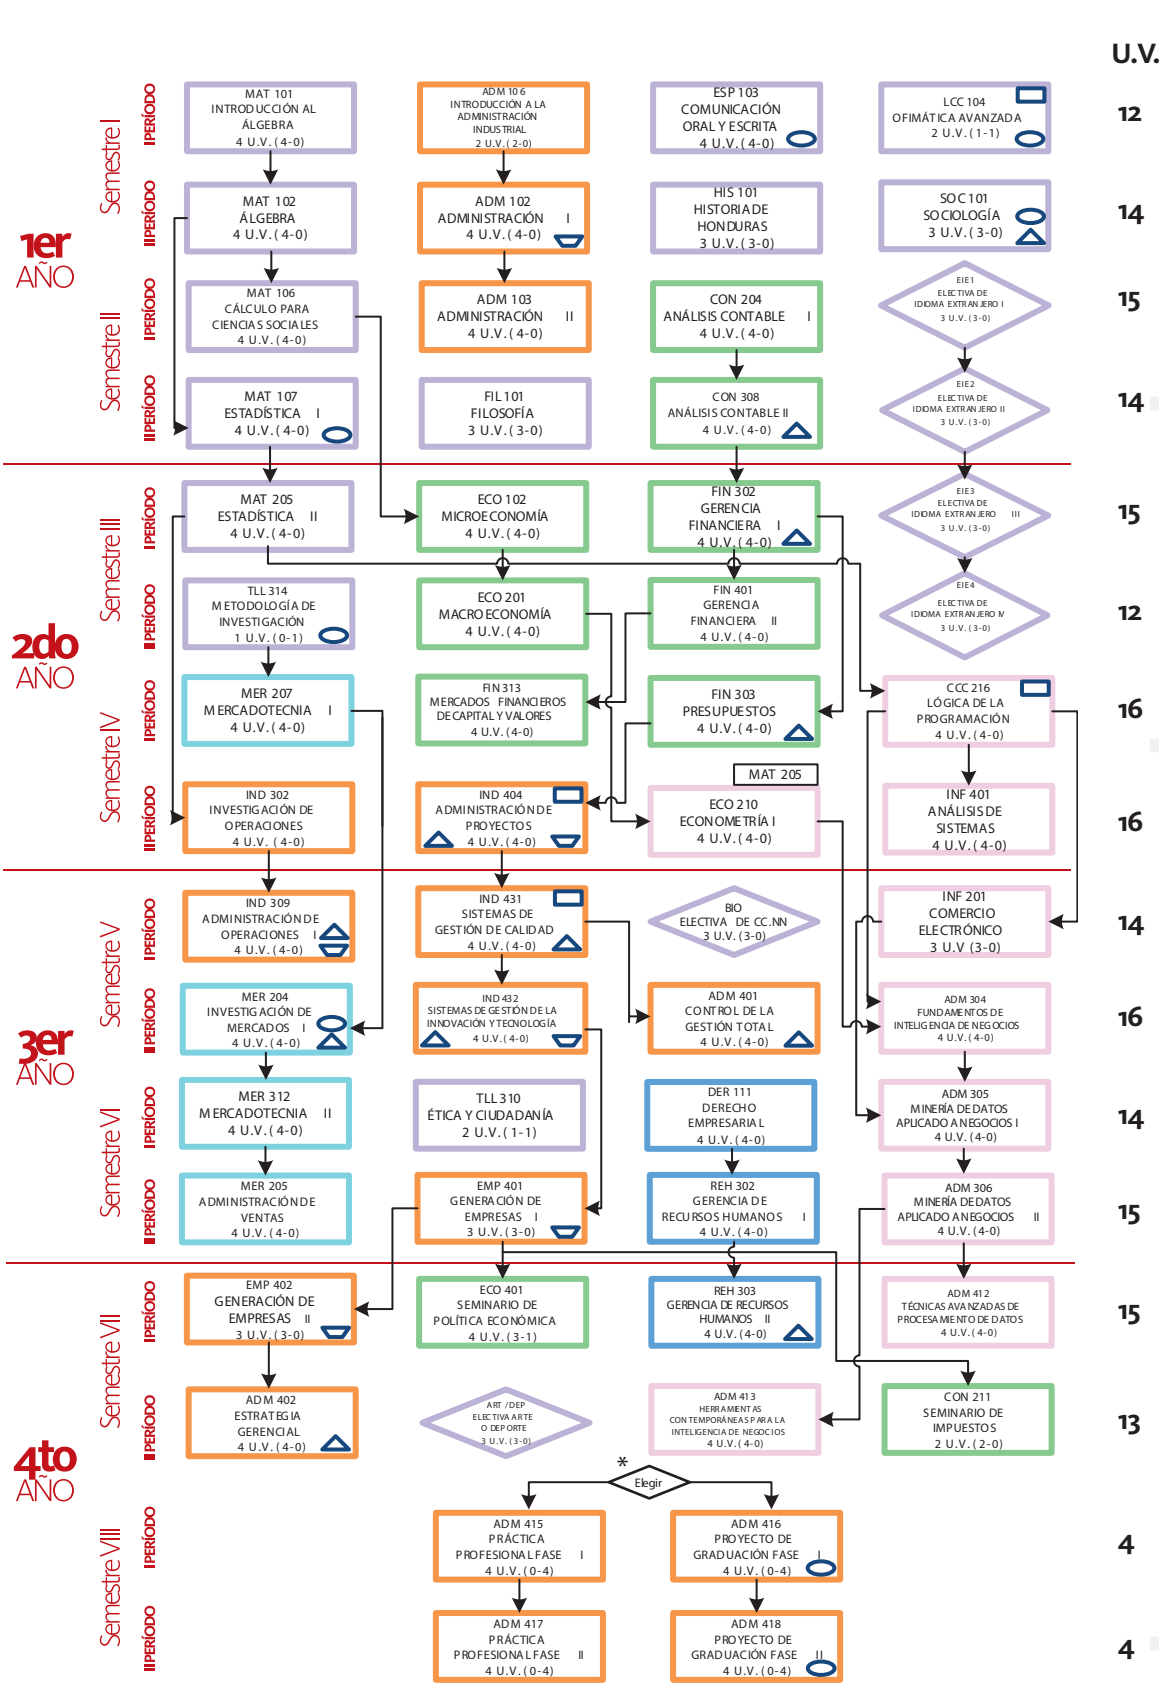 U.V.
1er
AÑO
Semestre I
I PERÍODO
MAT 101
INTRODUCCIÓN AL
ÁLGEBRA
4 U.V. (4-0)
ADM 106
INTRODUCCIÓN A LA
ADMINISTRACIÓN
INDUSTRIAL
2 U.V. (2-0)
ESP 103
COMUNICACIÓN
ORAL Y ESCRITA
4 U.V. (4-0)
LCC 104
OFIMÁTICA AVANZADA
2 U.V. (1-1)
12
II PERÍODO
MAT 102
ÁLGEBRA
4 U.V. (4-0)
ADM 102
ADMINISTRACIÓN I
4 U.V. (4-0)
HIS 101
HISTORIA DE
HONDURAS
3 U.V. (3-0)
SOC 101
SOCIOLOGÍA
3 U.V. (3-0)
14
Semestre II
I PERÍODO
MAT 106
CÁLCULO PARA
CIENCIAS SOCIALES
4 U.V. (4-0)
ADM 103
ADMINISTRACIÓN II
4 U.V. (4-0)
CON 204
ANÁLISIS CONTABLE I
4 U.V. (4-0)
EIE1
ELECTIVA DE
IDIOMA EXTRANJERO I
3 U.V. (3-0)
15
II PERÍODO
MAT 107
ESTADÍSTICA I
4 U.V. (4-0)
FIL 101
FILOSOFÍA
3 U.V. (3-0)
CON 308
ANÁLISIS CONTABLE II
4 U.V. (4-0)
EIE2
ELECTIVA DE
IDIOMA EXTRANJERO II
3 U.V. (3-0)
14
2do
AÑO
Semestre III
I PERÍODO
MAT 205
ESTADÍSTICA II
4 U.V. (4-0)
ECO 102
MICROECONOMÍA
4 U.V. (4-0)
FIN 302
GERENCIA
FINANCIERA I
4 U.V. (4-0)
EIE3
ELECTIVA DE
IDIOMA EXTRANJERO III
3 U.V. (3-0)
15
II PERÍODO
TLL 314
METODOLOGÍA DE
INVESTIGACIÓN
1 U.V. (0-1)
ECO 201
MACROECONOMÍA
4 U.V. (4-0)
FIN 401
GERENCIA
FINANCIERA II
4 U.V. (4-0)
EIE4
ELECTIVA DE
IDIOMA EXTRANJERO IV
3 U.V. (3-0)
12
Semestre IV
I PERÍODO
MER 207
MERCADOTECNIA I
4 U.V. (4-0)
FIN 313
MERCADOS FINANCIEROS
DE CAPITAL Y VALORES
4 U.V. (4-0)
FIN 303
PRESUPUESTOS
4 U.V. (4-0)
CCC 216
LÓGICA DE LA
PROGRAMACIÓN
4 U.V. (4-0)
16
II PERÍODO
IND 302
INVESTIGACIÓN DE
OPERACIONES
4 U.V. (4-0)
IND 404
ADMINISTRACIÓN DE
PROYECTOS
4 U.V. (4-0)
MAT 205
ECO 210
ECONOMETRÍA I
4 U.V. (4-0)
INF 401
ANÁLISIS DE
SISTEMAS
4 U.V. (4-0)
16
3er
AÑO
Semestre V
I PERÍODO
IND 309
ADMINISTRACIÓN DE
OPERACIONES I
4 U.V. (4-0)
IND 431
SISTEMAS DE
GESTIÓN DE CALIDAD
4 U.V. (4-0)
BIO
ELECTIVA DE CC.NN
3 U.V. (3-0)
INF 201
COMERCIO
ELECTRÓNICO
3 U.V (3-0)
14
II PERÍODO
MER 204
INVESTIGACIÓN DE
MERCADOS I
4 U.V. (4-0)
IND 432
SISTEMAS DE GESTIÓN DE LA
INNOVACIÓN Y TECNOLOGÍA
4 U.V. (4-0)
ADM 401
CONTROL DE LA
GESTIÓN TOTAL
4 U.V. (4-0)
ADM 304
FUNDAMENTOS DE
INTELIGENCIA DE NEGOCIOS
4 U.V. (4-0)
16
Semestre VI
I PERÍODO
MER 312
MERCADOTECNIA II
4 U.V. (4-0)
TLL 310
ÉTICA Y CIUDADANÍA
2 U.V. (1-1)
DER 111
DERECHO
EMPRESARIAL
4 U.V. (4-0)
ADM 305
MINERÍA DE DATOS
APLICADO A NEGOCIOS I
4 U.V. (4-0)
14
II PERÍODO
MER 205
ADMINISTRACIÓN DE
VENTAS
4 U.V. (4-0)
EMP 401
GENERACIÓN DE
EMPRESAS I
3 U.V. (3-0)
REH 302
GERENCIA DE
RECURSOS HUMANOS I
4 U.V. (4-0)
ADM 306
MINERÍA DE DATOS
APLICADO A NEGOCIOS II
4 U.V. (4-0)
15
4to
AÑO
Semestre VII
I PERÍODO
EMP 402
GENERACIÓN DE
EMPRESAS II
3 U.V. (3-0)
ECO 401
SEMINARIO DE
POLÍTICA ECONÓMICA
4 U.V. (3-1)
REH 303
GERENCIA DE RECURSOS
HUMANOS II
4 U.V. (4-0)
ADM 412
TÉCNICAS AVANZADAS DE
PROCESAMIENTO DE DATOS
4 U.V. (4-0)
15
II PERÍODO
ADM 402
ESTRATEGIA
GERENCIAL
4 U.V. (4-0)
ART / DEP
ELECTIVA ARTE
O DEPORTE
3 U.V. (3-0)
ADM 413
HERRAMIENTAS
CONTEMPORÁNEAS PARA LA
INTELIGENCIA DE NEGOCIOS
4 U.V. (4-0)
CON 211
SEMINARIO DE
IMPUESTOS
2 U.V. (2-0)
13
*
Elegir
Semestre VIII
I PERÍODO
ADM 415
PRÁCTICA
PROFESIONAL FASE I
4 U.V. (0-4)
ADM 416
PROYECTO DE
GRADUACIÓN FASE I
4 U.V. (0-4)
4
II PERÍODO
ADM 417
PRÁCTICA
PROFESIONAL FASE II
4 U.V. (0-4)
ADM 418
PROYECTO DE
GRADUACIÓN FASE II
4 U.V. (0-4)
4